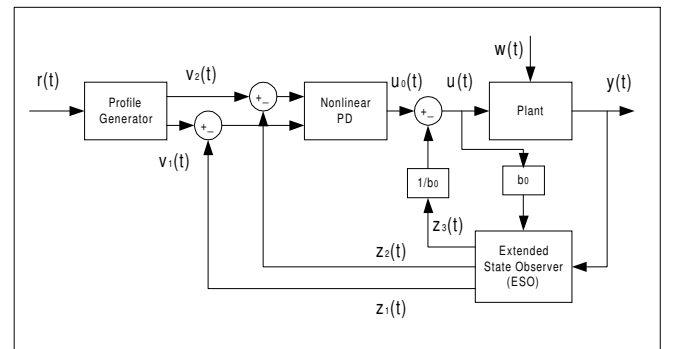 w(t)
r(t)
v₂(t)
u₀(t)
u(t)
y(t)
Profile
Generator
+
−
Nonlinear
PD
+
−
Plant
+
−
v₁(t)
1/b₀
b₀
z₃(t)
Extended
State Observer
(ESO)
z₂(t)
z₁(t)